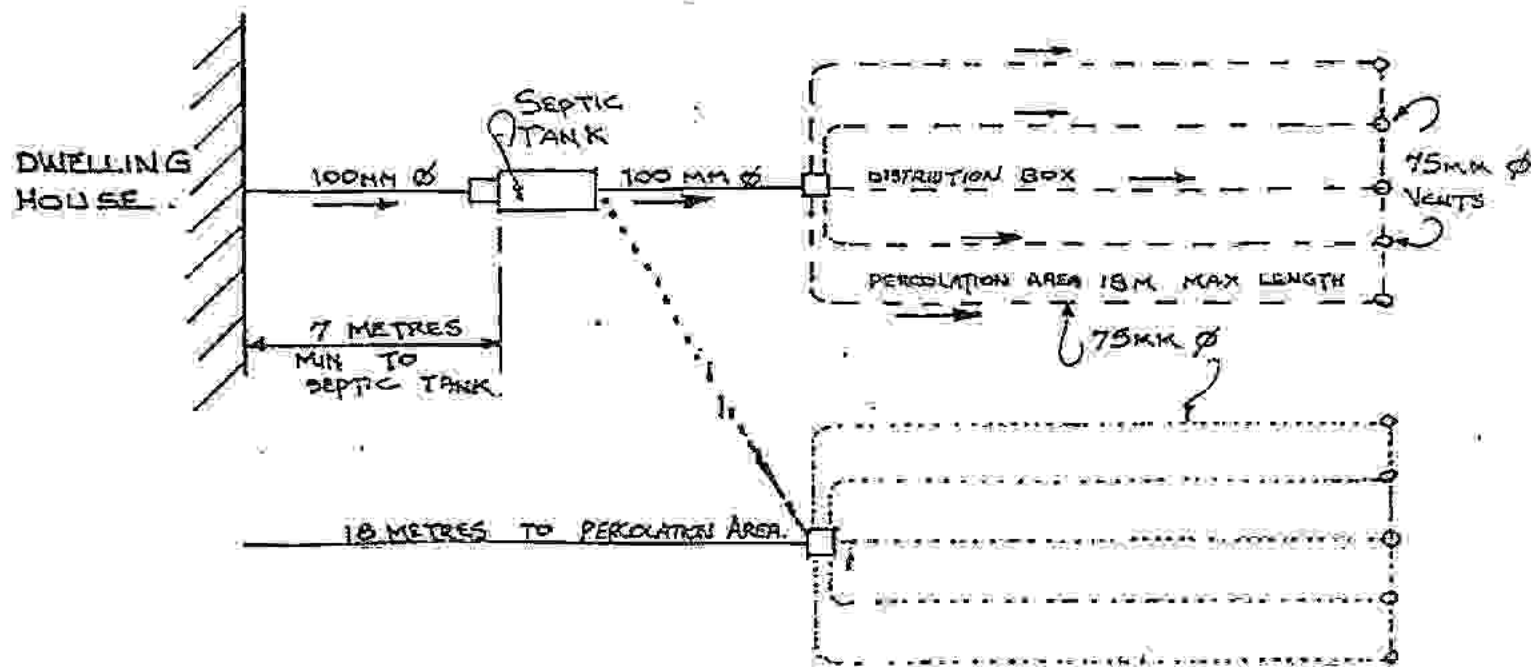 SEPTIC
TANK
DWELLING
HOUSE.
100MM Ø
100 MM Ø
DISTRIUTION BOX
75MM Ø
VENTS
PERCOLATION AREA 18M. MAX LENGTH
7 METRES
MIN TO
SEPTIC TANK
75MM Ø
18 METRES TO PERCOLATION AREA.